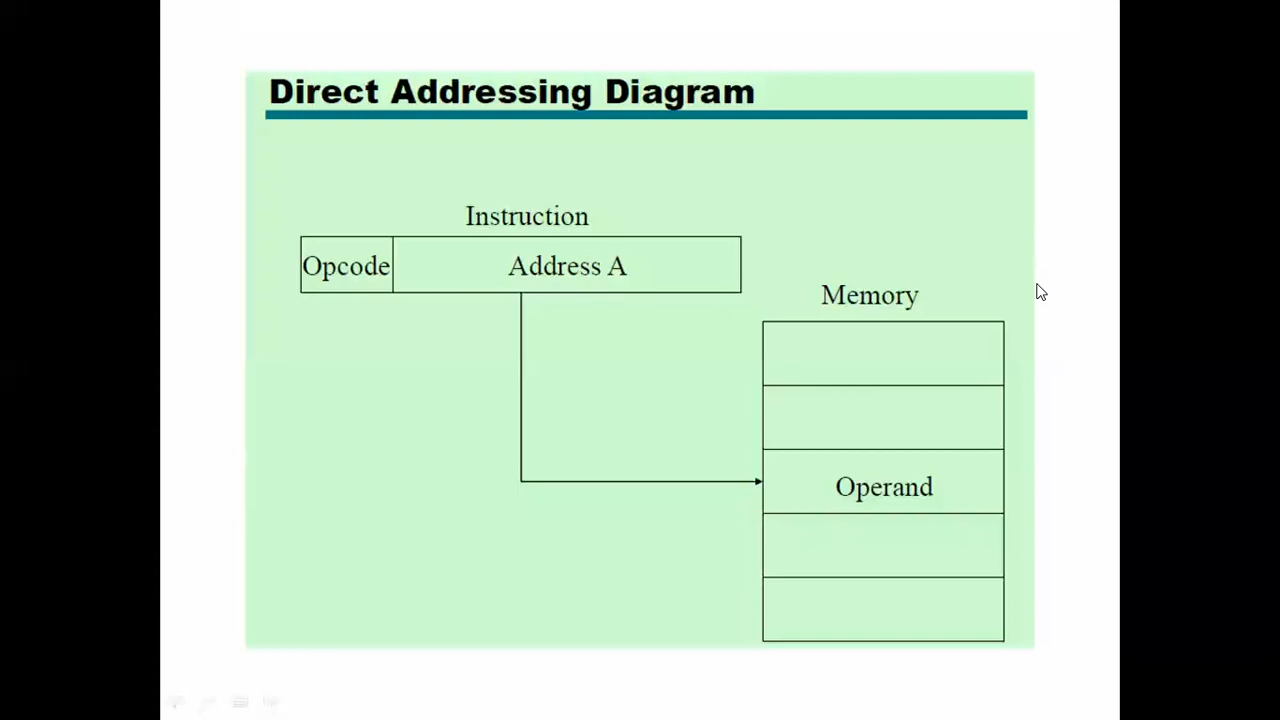 Direct Addressing Diagram
Instruction
Opcode
Address A
Memory
Operand